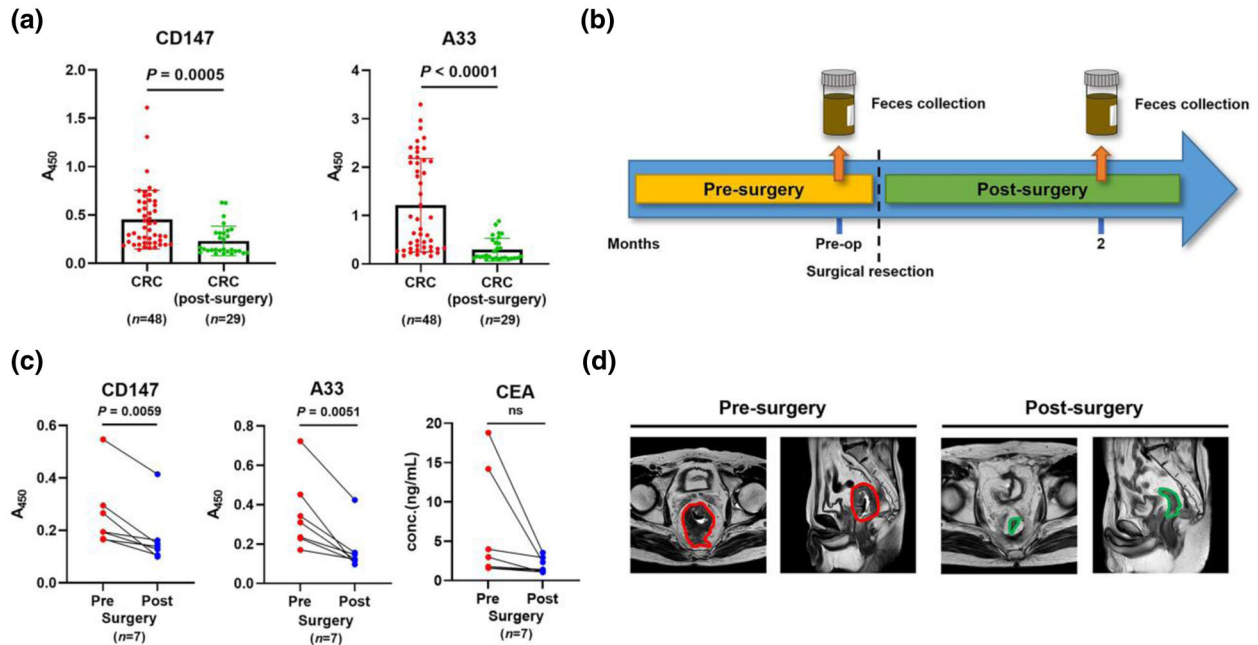 (a)
CD147
P = 0.0005
2.0
1.5
1.0
0.5
0.0
A450
CRC
CRC
(post-surgery)
(n=48)
(n=29)
A33
P < 0.0001
4
3
2
1
0
A450
CRC
CRC
(post-surgery)
(n=48)
(n=29)
(b)
Feces collection
Feces collection
Pre-surgery
Post-surgery
Months
Pre-op
2
Surgical resection
(c)
CD147
P = 0.0059
0.6
0.4
0.2
0.0
A450
Pre
Post
Surgery
(n=7)
A33
P = 0.0051
0.8
0.6
0.4
0.2
0.0
A450
Pre
Post
Surgery
(n=7)
CEA
ns
20
15
10
5
0
conc.(ng/mL)
Pre
Post
Surgery
(n=7)
(d)
Pre-surgery
Post-surgery